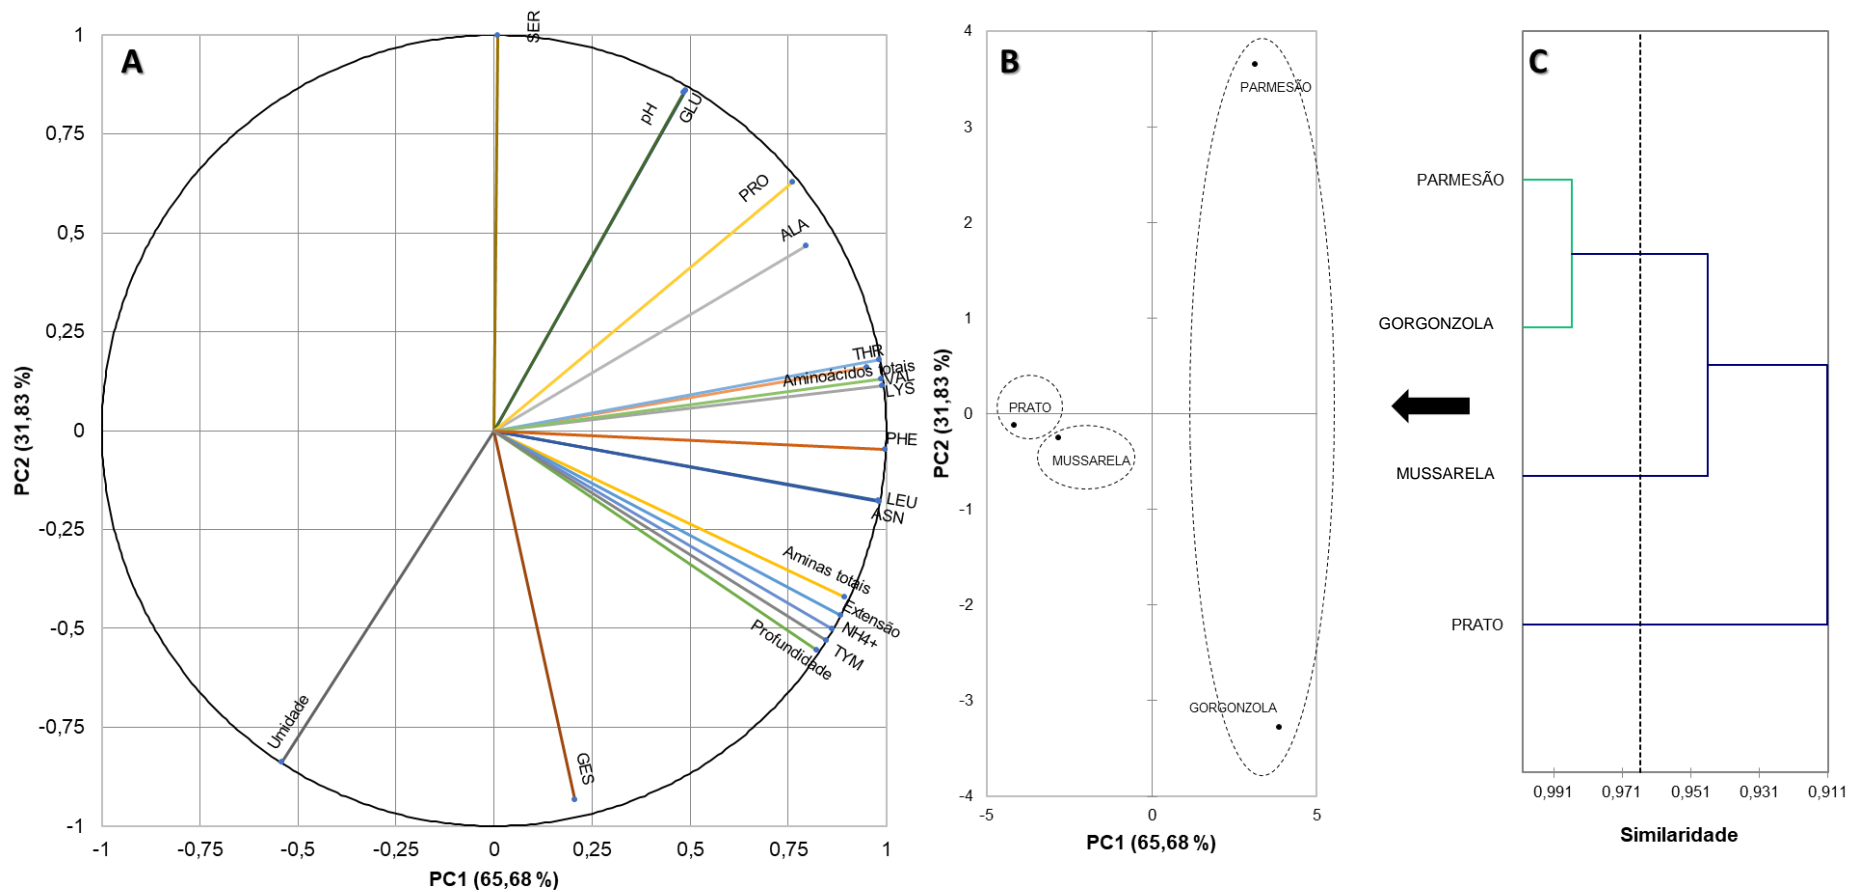 A
1
0,75
0,5
0,25
0
-0,25
-0,5
-0,75
-1
-1
-0,75
-0,5
-0,25
0
0,25
0,5
0,75
1
PC2 (31,83 %)
PC1 (65,68 %)
SER
pH
GLU
PRO
ALA
THR
Aminoácidos totais
VAL
LYS
PHE
LEU
ASN
Aminas totais
Extensão
NH4+
TYM
Profundidade
GES
Umidade
B
4
3
2
1
0
-1
-2
-3
-4
-5
0
5
PC2 (31,83 %)
PC1 (65,68 %)
PARMESÃO
PRATO
MUSSARELA
GORGONZOLA
C
PARMESÃO
GORGONZOLA
MUSSARELA
PRATO
0,991
0,971
0,951
0,931
0,911
Similaridade